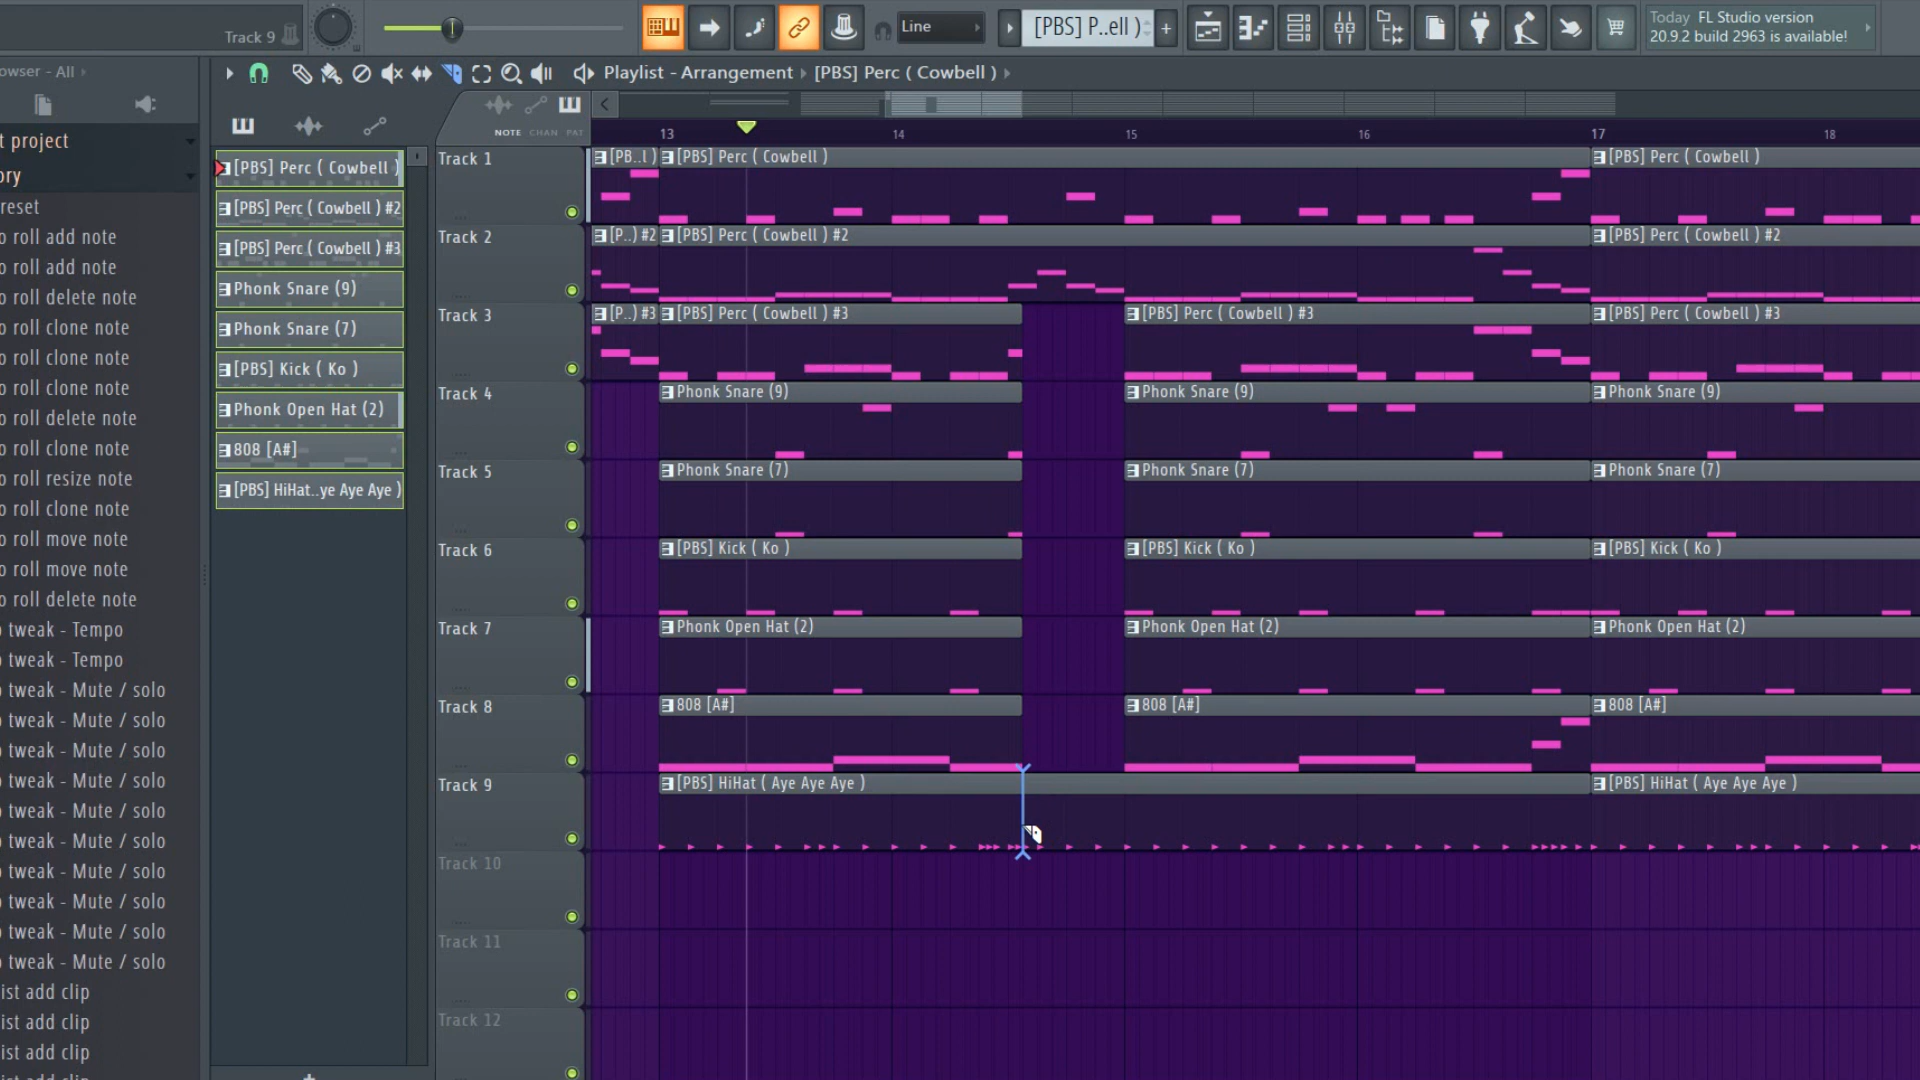 Track 9
Line
[PBS] P..ell )
Today FL Studio version
20.9.2 build 2963 is available!
owser - All
Playlist - Arrangement
[PBS] Perc ( Cowbell )
NOTE CHAN PAT
t project
ory
reset
o roll add note
o roll add note
o roll delete note
o roll clone note
o roll clone note
o roll clone note
o roll delete note
o roll clone note
o roll resize note
o roll clone note
o roll move note
o roll move note
o roll delete note
o tweak - Tempo
o tweak - Tempo
o tweak - Mute / solo
o tweak - Mute / solo
o tweak - Mute / solo
o tweak - Mute / solo
o tweak - Mute / solo
o tweak - Mute / solo
o tweak - Mute / solo
o tweak - Mute / solo
o tweak - Mute / solo
o tweak - Mute / solo
ist add clip
ist add clip
ist add clip
ist add clip
[PBS] Perc ( Cowbell )
[PBS] Perc ( Cowbell ) #2
[PBS] Perc ( Cowbell ) #3
Phonk Snare (9)
Phonk Snare (7)
[PBS] Kick ( Ko )
Phonk Open Hat (2)
808 [A#]
[PBS] HiHat..ye Aye Aye )
13 14 15 16 17 18
Track 1 [PB..l ) [PBS] Perc ( Cowbell ) [PBS] Perc ( Cowbell )
Track 2 [P..) #2 [PBS] Perc ( Cowbell ) #2 [PBS] Perc ( Cowbell ) #2
Track 3 [P..) #3 [PBS] Perc ( Cowbell ) #3 [PBS] Perc ( Cowbell ) #3 [PBS] Perc ( Cowbell ) #3
Track 4 Phonk Snare (9) Phonk Snare (9) Phonk Snare (9)
Track 5 Phonk Snare (7) Phonk Snare (7) Phonk Snare (7)
Track 6 [PBS] Kick ( Ko ) [PBS] Kick ( Ko ) [PBS] Kick ( Ko )
Track 7 Phonk Open Hat (2) Phonk Open Hat (2) Phonk Open Hat (2)
Track 8 808 [A#] 808 [A#] 808 [A#]
Track 9 [PBS] HiHat ( Aye Aye Aye ) [PBS] HiHat ( Aye Aye Aye )
Track 10
Track 11
Track 12